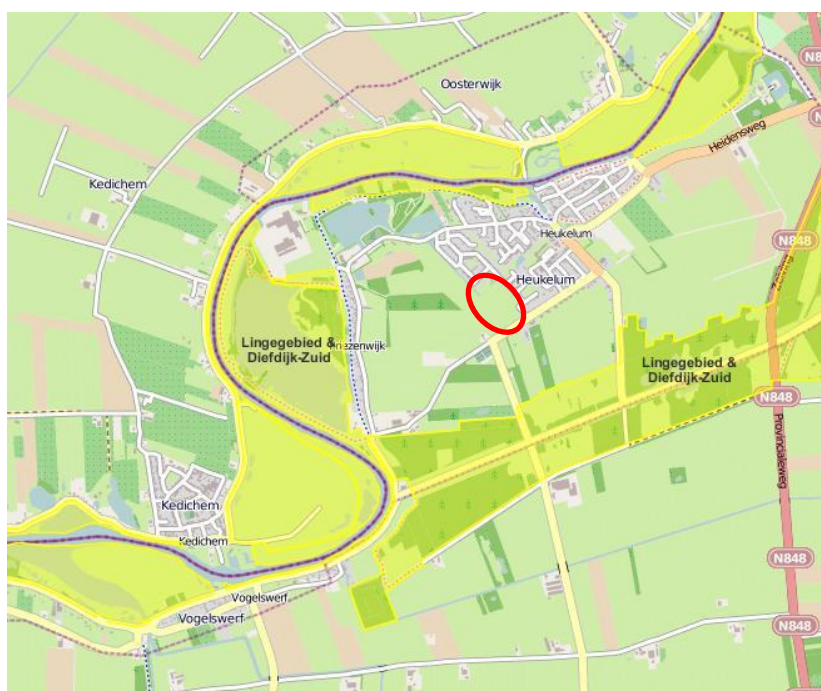 N8
Oosterwijk
Heidensweg
N
Kedichem
Heukelum
N848
Heukelum
Lingegebied &
Diefdijk-Zuid
Lingegebied &
Diefdijk-Zuid
N848
Provincialeweg
Kedichem
Kedichem
N848
Vogelswerf
Vogelswerf
N848